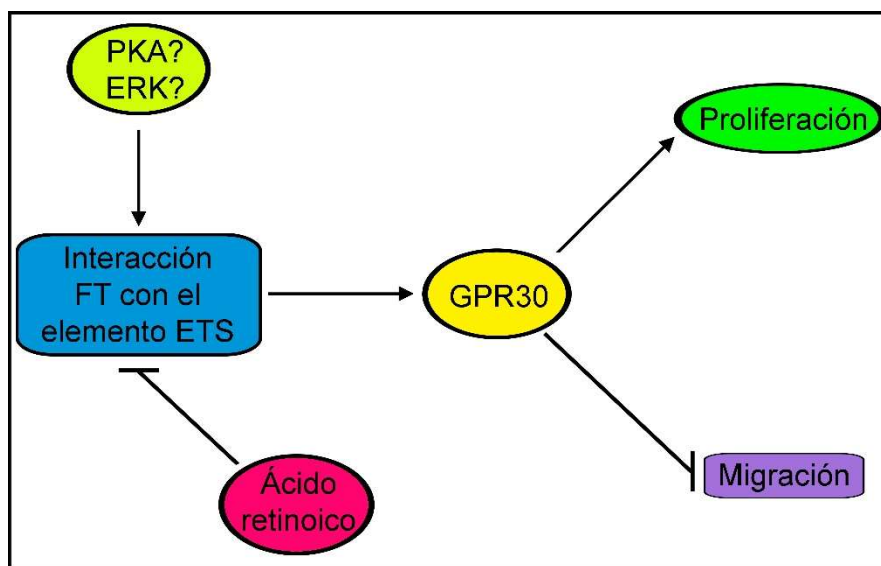 PKA?
ERK?
Proliferación
Interacción
FT con el
elemento ETS
GPR30
Ácido
retinoico
Migración